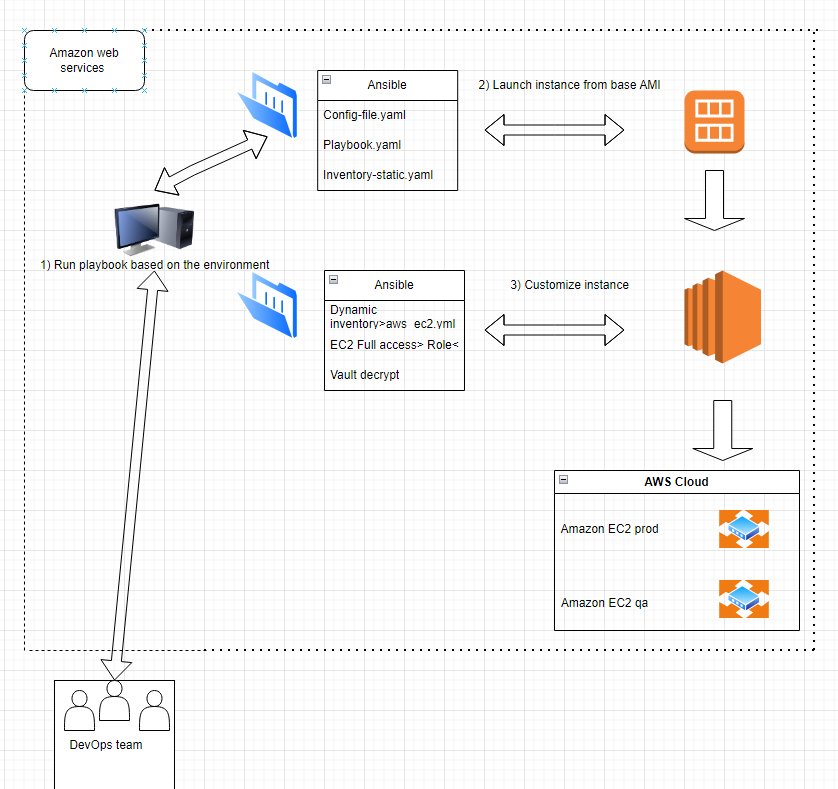 Amazon web
services
Ansible
Config-file.yaml
Playbook.yaml
Inventory-static.yaml
2) Launch instance from base AMI
1) Run playbook based on the environment
Ansible
Dynamic
inventory>aws_ec2.yml
EC2 Full access> Role<
Vault decrypt
3) Customize instance
AWS Cloud
Amazon EC2 prod
Amazon EC2 qa
DevOps team